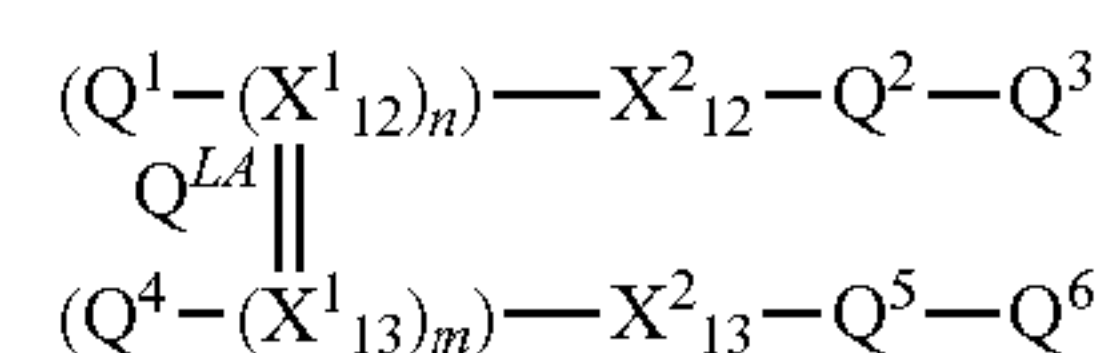 (Q¹—(X¹₁₂)ₙ)—X²₁₂—Q²—Q³
Qᴸᴬ
(Q⁴—(X¹₁₃)ₘ)—X²₁₃—Q⁵—Q⁶